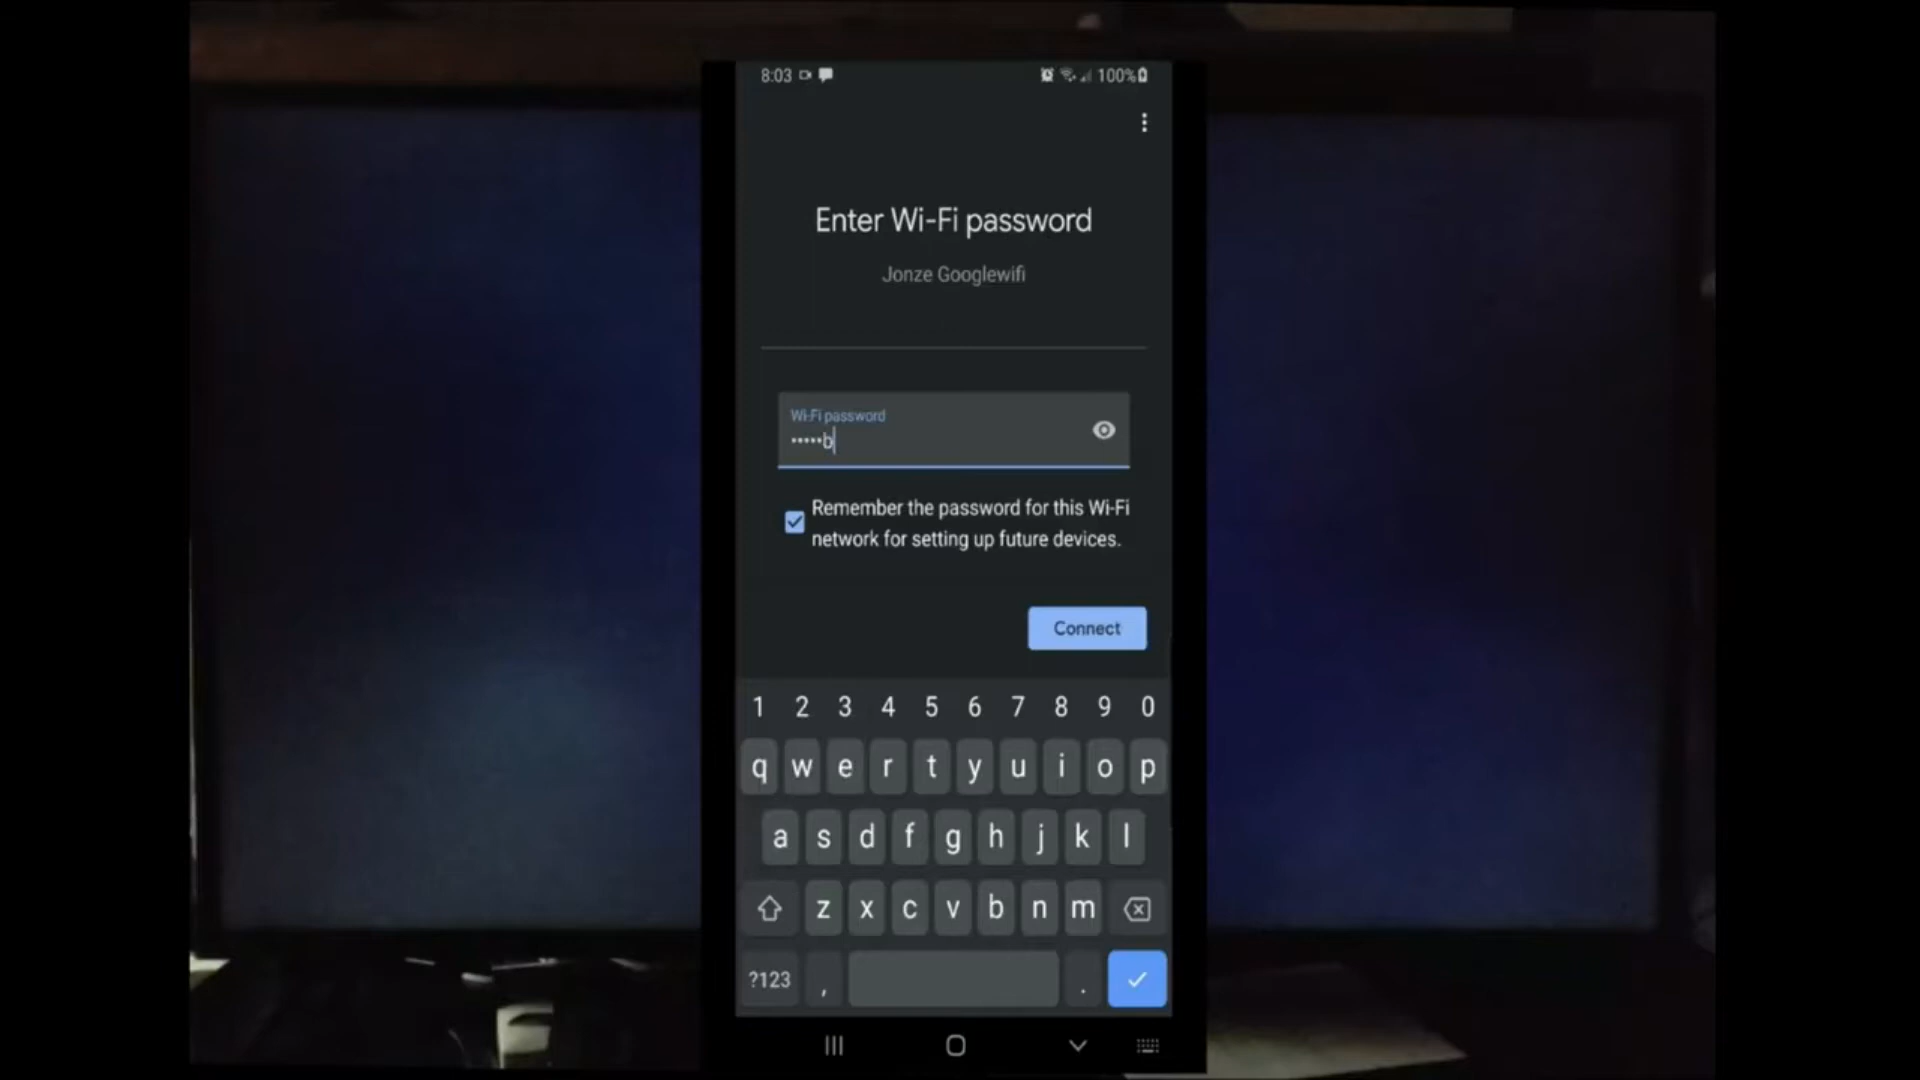 8:03 100%
Enter Wi-Fi password
Jonze Googlewifi
Wi-Fi password
•••••b
Remember the password for this Wi-Fi
network for setting up future devices.
Connect
1 2 3 4 5 6 7 8 9 0
q w e r t y u i o p
a s d f g h j k l
z x c v b n m
?123 , .